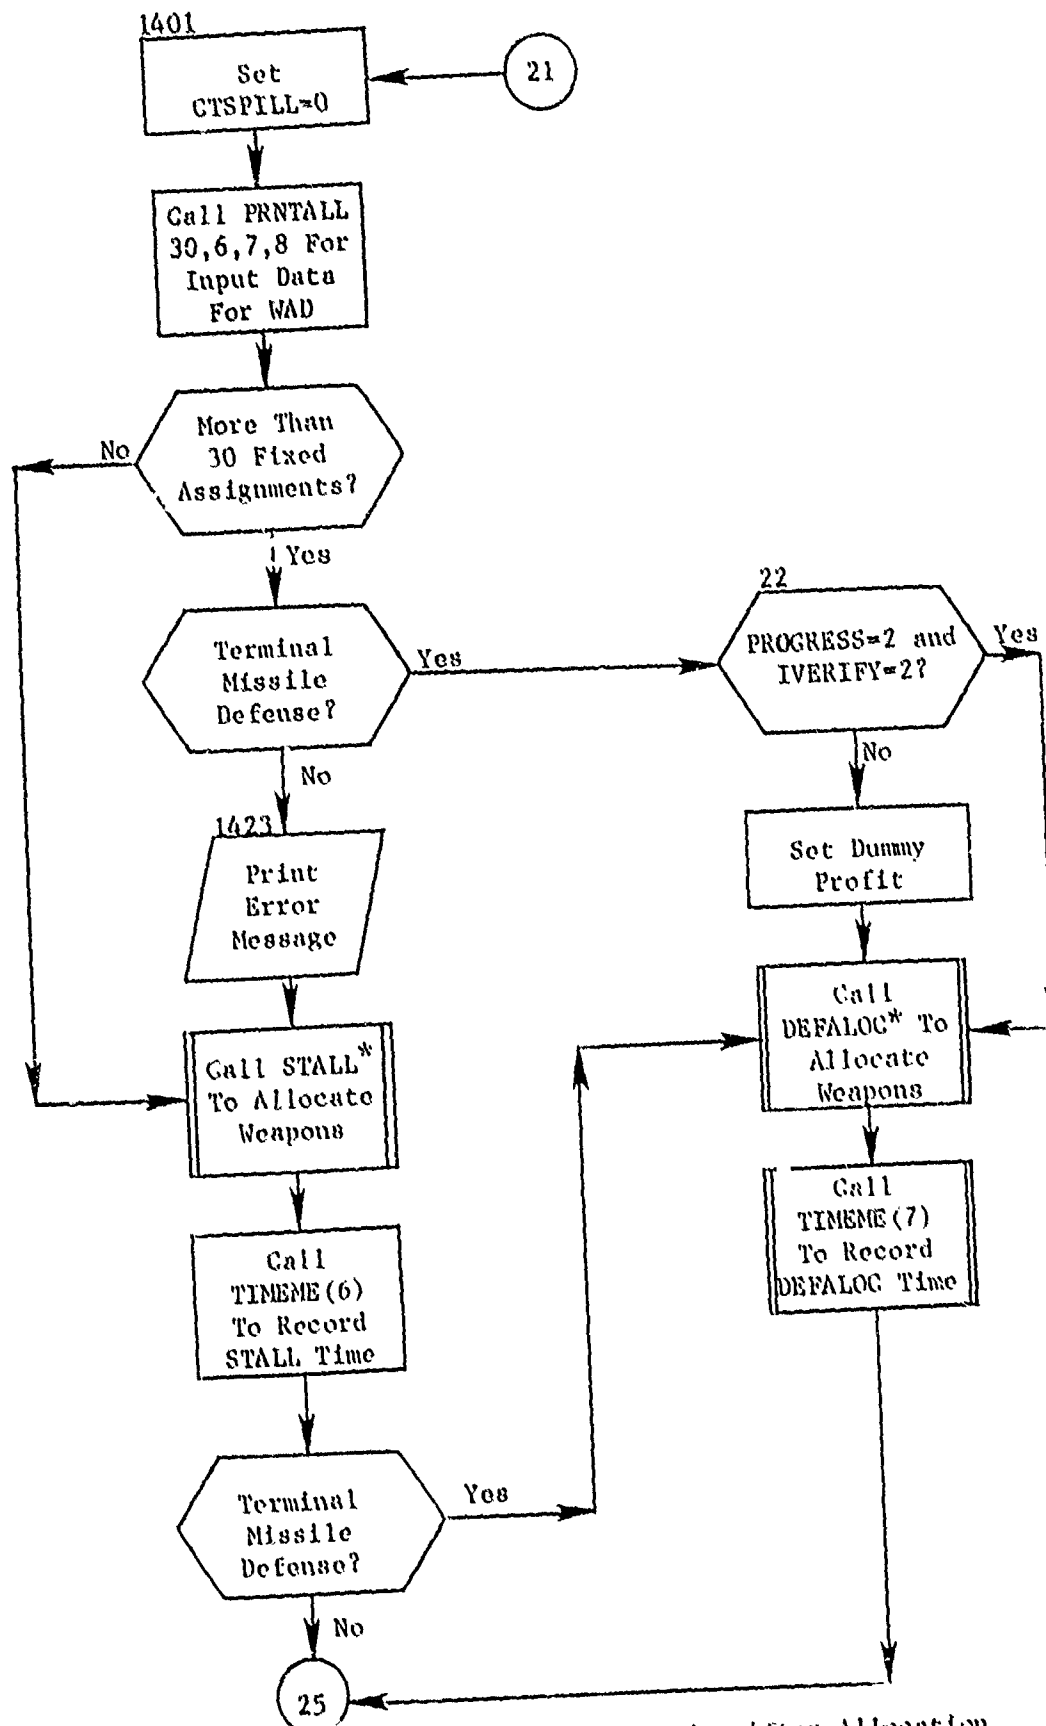 1401
Set
CTSPILL=0
21
Call PRNTALL
30,6,7,8 For
Input Data
For WAD
More Than
30 Fixed
Assignments?
No
Yes
Terminal
Missile
Defense?
Yes
No
22
PROGRESS=2 and
IVERIFY=2?
Yes
No
1423
Print
Error
Message
Set Dummy
Profit
Call STALL*
To Allocate
Weapons
Call
DEFALOC* To
Allocate
Weapons
Call
TIMEME(6)
To Record
STALL Time
Call
TIMEME(7)
To Record
DEFALOC Time
Terminal
Missile
Defense?
Yes
No
25
Allocation